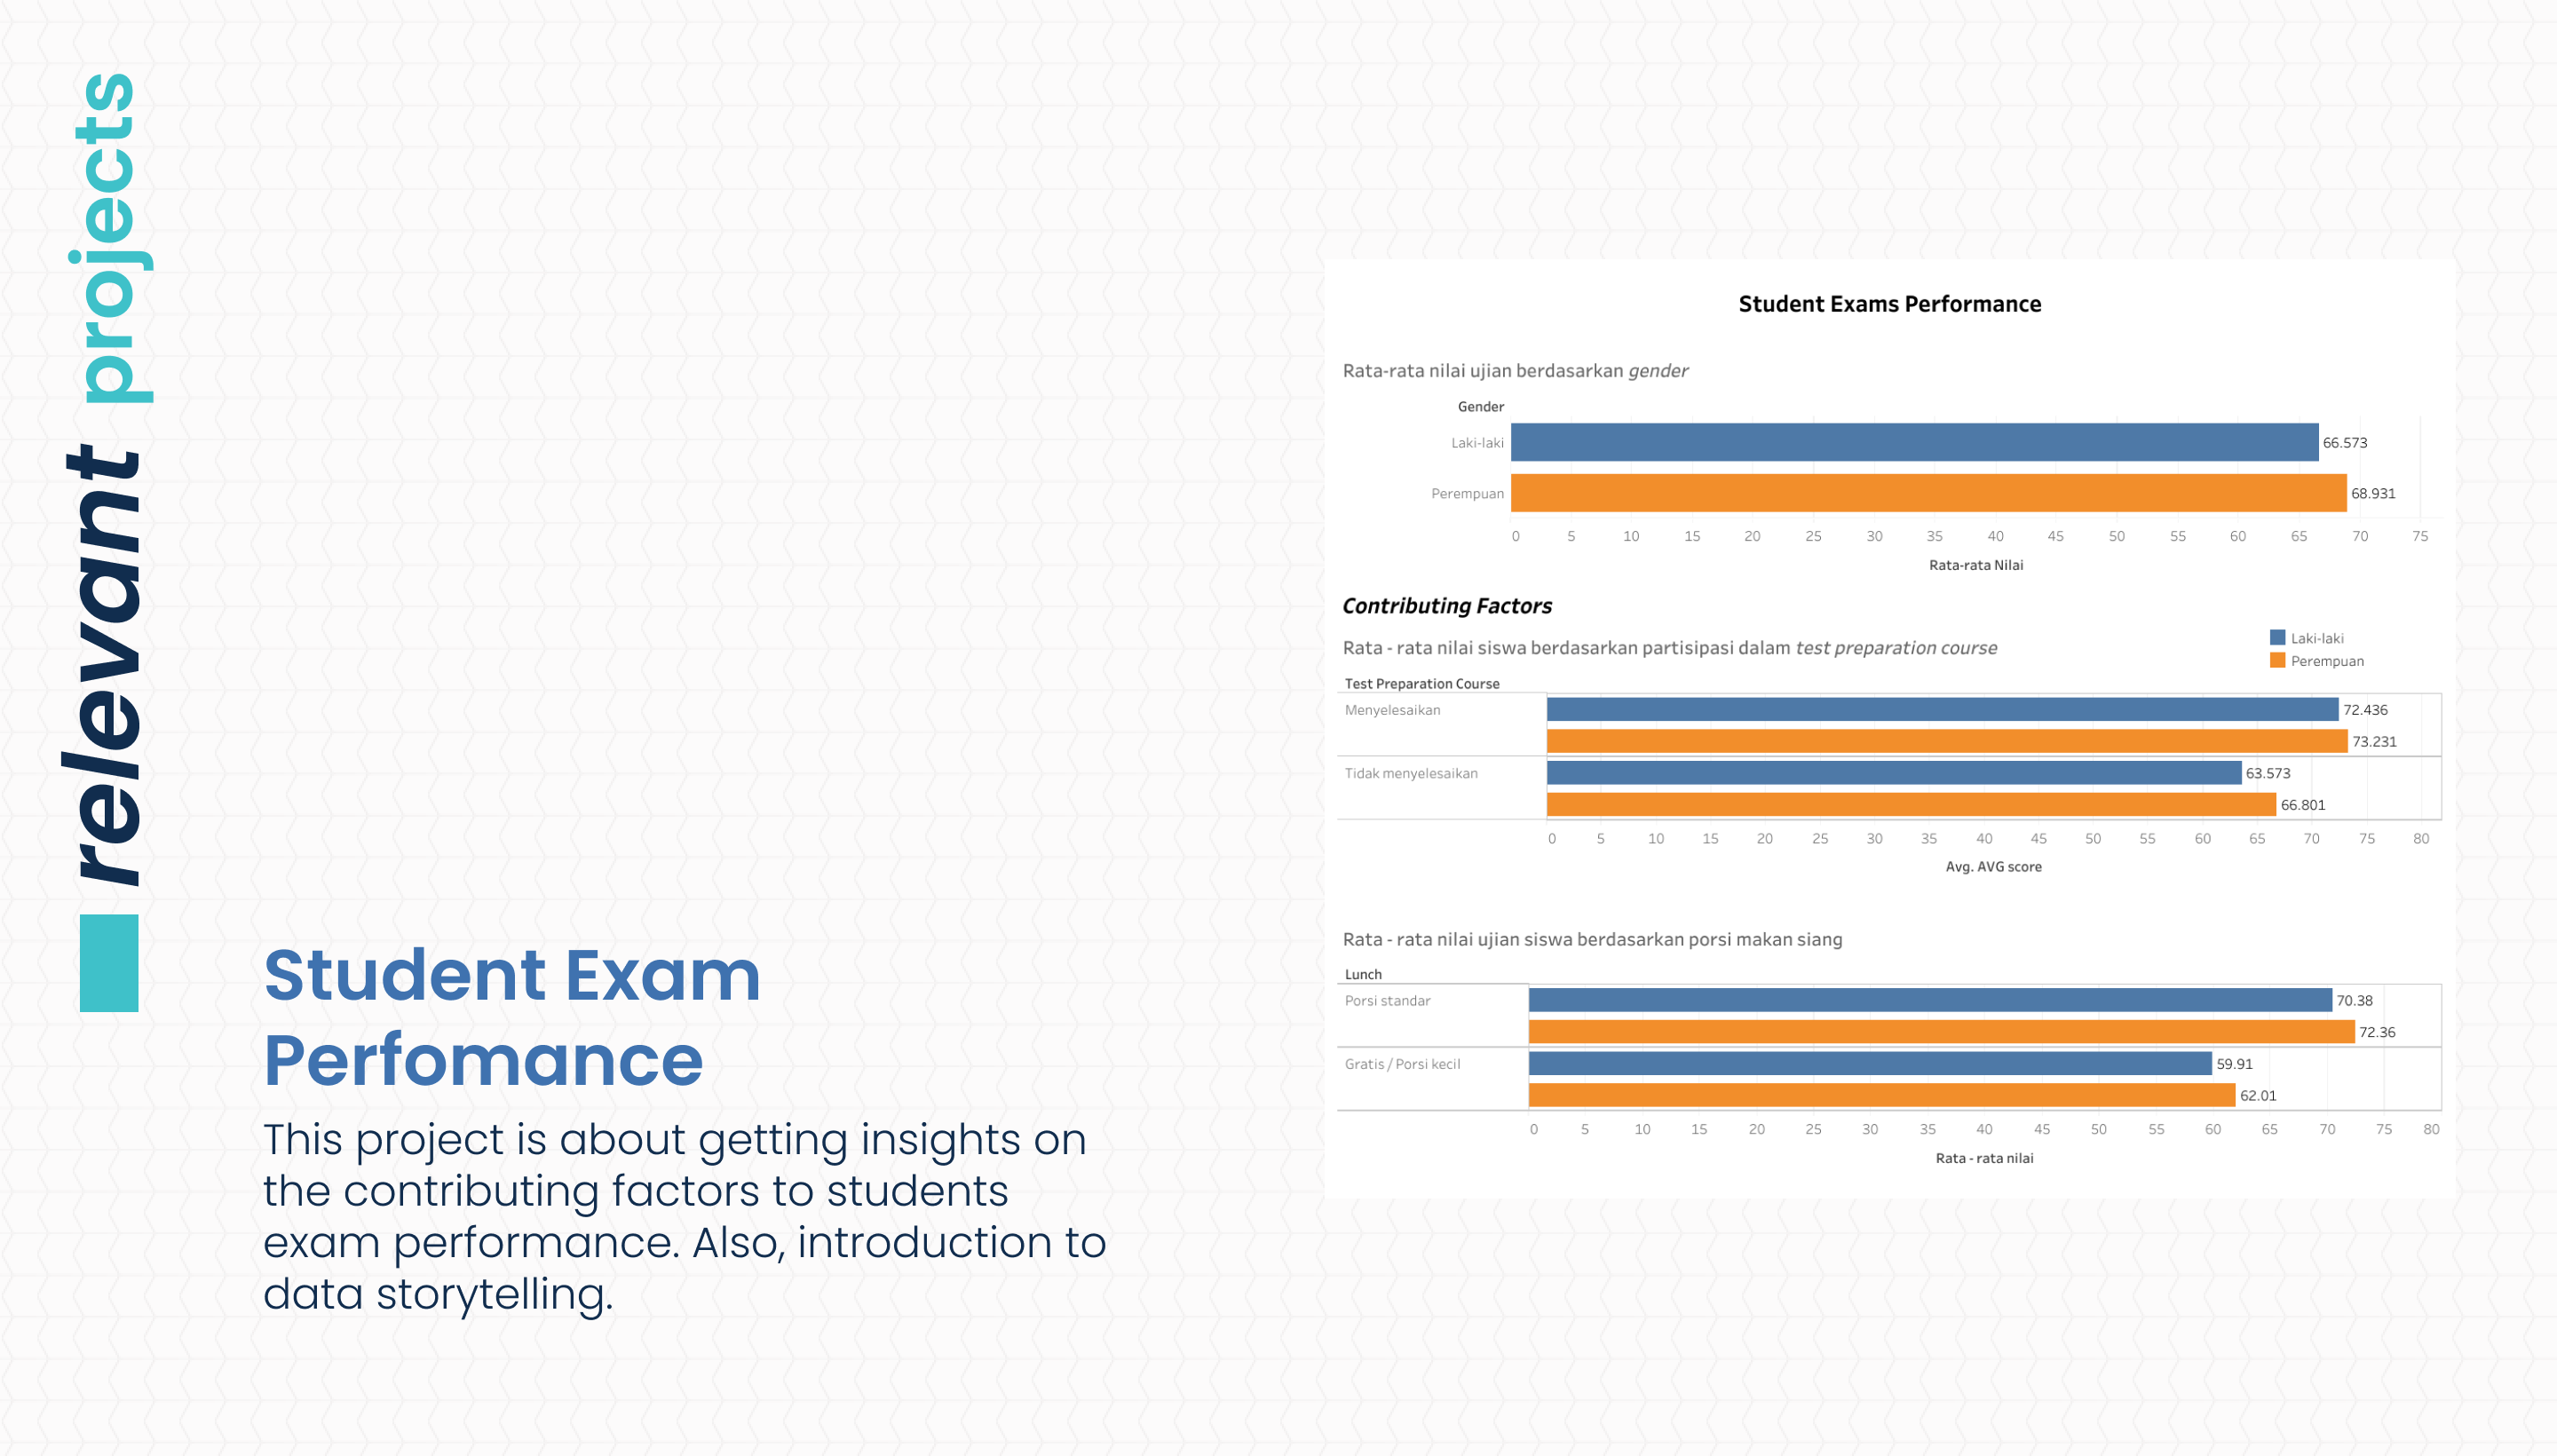 relevant projects
Student Exam
Perfomance
This project is about getting insights on
the contributing factors to students
exam performance. Also, introduction to
data storytelling.
Student Exams Performance
Rata-rata nilai ujian berdasarkan gender
Gender
Laki-laki 66.573
Perempuan 68.931
0 5 10 15 20 25 30 35 40 45 50 55 60 65 70 75
Rata-rata Nilai
Contributing Factors
Rata - rata nilai siswa berdasarkan partisipasi dalam test preparation course
Laki-laki
Perempuan
Test Preparation Course
Menyelesaikan 72.436
73.231
Tidak menyelesaikan 63.573
66.801
0 5 10 15 20 25 30 35 40 45 50 55 60 65 70 75 80
Avg. AVG score
Rata - rata nilai ujian siswa berdasarkan porsi makan siang
Lunch
Porsi standar 70.38
72.36
Gratis / Porsi kecil 59.91
62.01
0 5 10 15 20 25 30 35 40 45 50 55 60 65 70 75 80
Rata - rata nilai